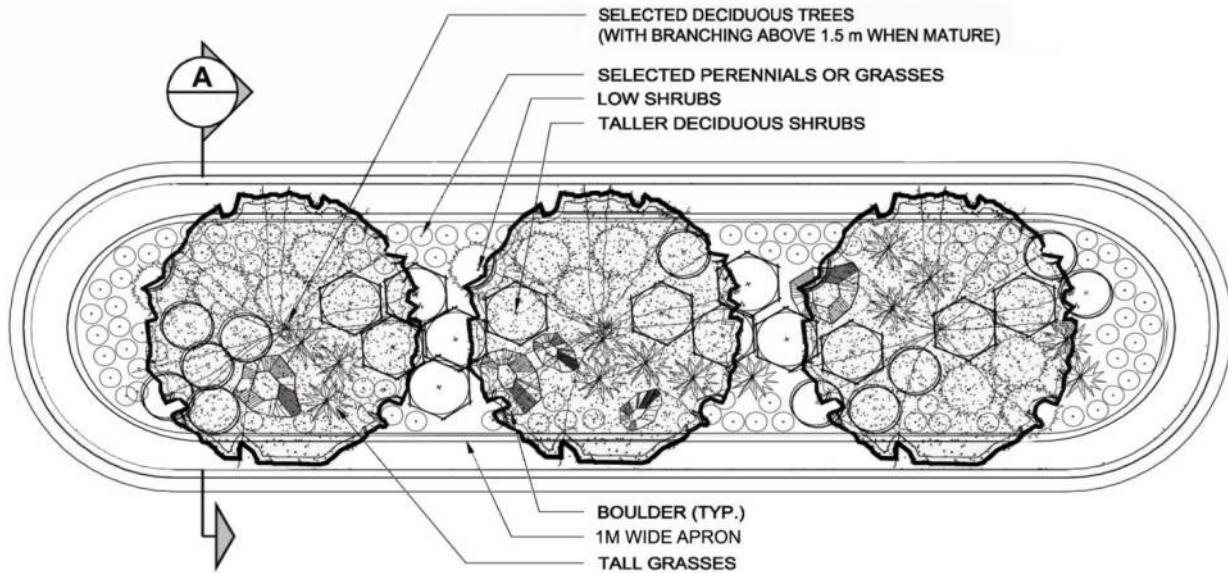 SELECTED DECIDUOUS TREES
(WITH BRANCHING ABOVE 1.5 m WHEN MATURE)
A
SELECTED PERENNIALS OR GRASSES
LOW SHRUBS
TALLER DECIDUOUS SHRUBS
BOULDER (TYP.)
1M WIDE APRON
TALL GRASSES